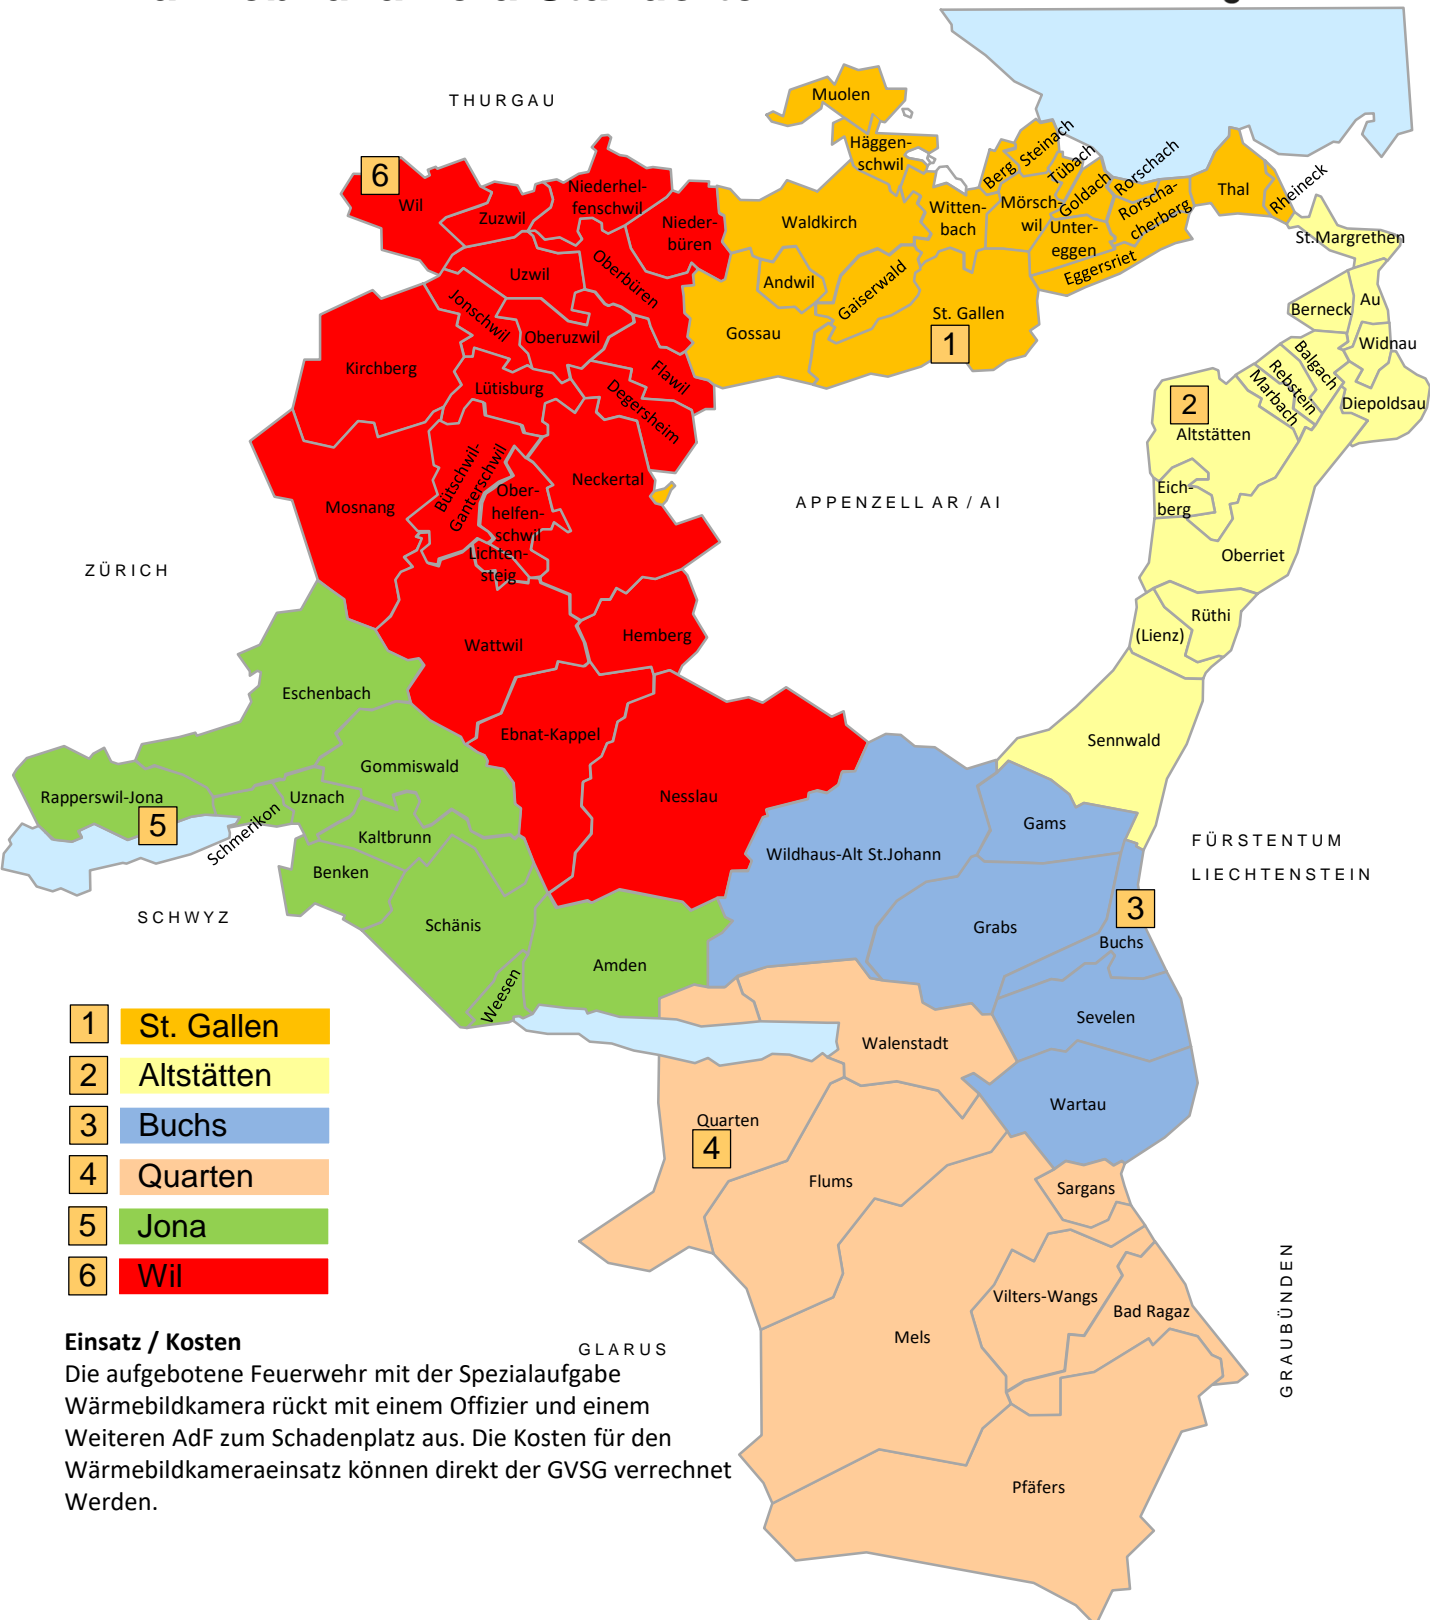 THURGAU
Muolen
Häggen-
schwil
Berg
Steinach
Tübach
Goldach
Rorschach
Rorscha-
cherberg
Thal
Rheineck
St.Margrethen
6
Wil
Zuzwil
Niederhel-
fenschwil
Nieder-
büren
Waldkirch
Witten-
bach
Mörsch-
wil
Unter-
eggen
Eggersriet
Uzwil
Oberbüren
Andwil
Gaiserwald
St. Gallen
1
Gossau
Jonschwil
Oberuzwil
Au
Berneck
Widnau
Balgach
Rebstein
Marbach
Diepoldsau
Kirchberg
Lütisburg
Flawil
Degersheim
2
Altstätten
Bütschwil-
Ganterschwil
Neckertal
Mosnang
Ober-
helfen-
schwil
Lichten-
steig
APPENZELL AR / AI
Eich-
berg
Oberriet
ZÜRICH
Rüthi
(Lienz)
Wattwil
Hemberg
Eschenbach
Ebnat-Kappel
Sennwald
Gommiswald
Nesslau
Rapperswil-Jona
5
Uznach
Schmerikon
Kaltbrunn
Benken
Gams
Wildhaus-Alt St.Johann
FÜRSTENTUM
LIECHTENSTEIN
SCHWYZ
Schänis
Grabs
3
Buchs
Amden
Weesen
Sevelen
Walenstadt
Wartau
Quarten
4
Flums
Sargans
Vilters-Wangs
Bad Ragaz
Mels
GRAUBÜNDEN
GLARUS
Pfäfers
1 St. Gallen
2 Altstätten
3 Buchs
4 Quarten
5 Jona
6 Wil
Einsatz / Kosten
Die aufgebotene Feuerwehr mit der Spezialaufgabe
Wärmebildkamera rückt mit einem Offizier und einem
Weiteren AdF zum Schadenplatz aus. Die Kosten für den
Wärmebildkameraeinsatz können direkt der GVSG verrechnet
Werden.